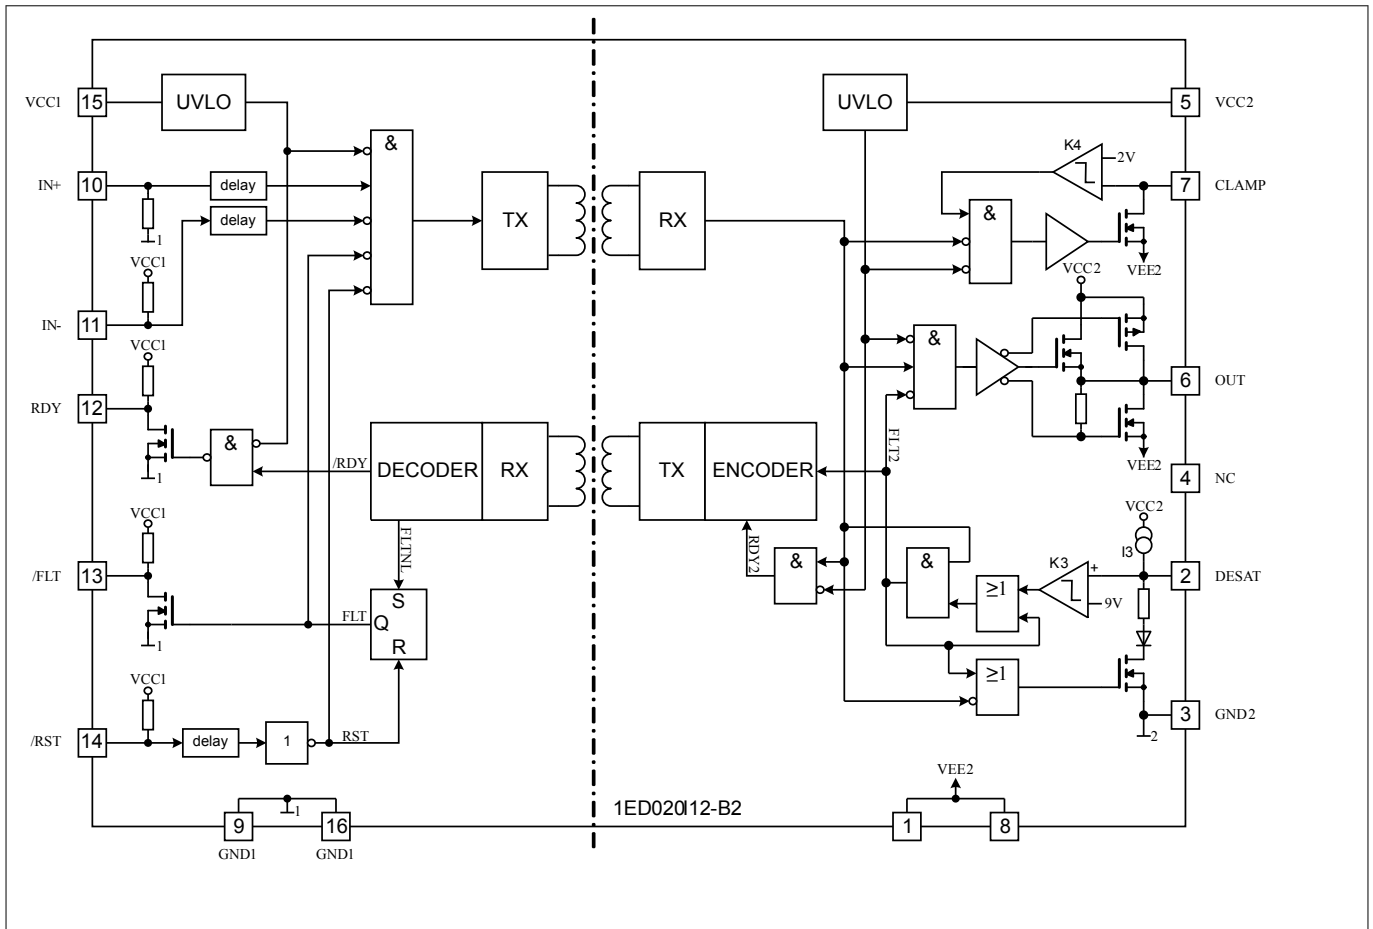 VCC1
15
UVLO
UVLO
5
VCC2
&
K4
2V
IN+
10
delay
7
CLAMP
delay
&
1
TX
RX
VCC1
VEE2
VCC2
IN-
11
VCC1
&
6
OUT
RDY
12
&
FLT2
VEE2
/RDY
DECODER
RX
TX
ENCODER
4
NC
1
VCC1
VCC2
FLTNL
RDY2
I3
&
&
K3
+
/FLT
13
≥1
2
DESAT
9V
S
FLT
Q
1
R
≥1
VCC1
3
GND2
/RST
14
delay
1
RST
2
VEE2
1
1ED020I12-B2
9
16
1
8
GND1
GND1